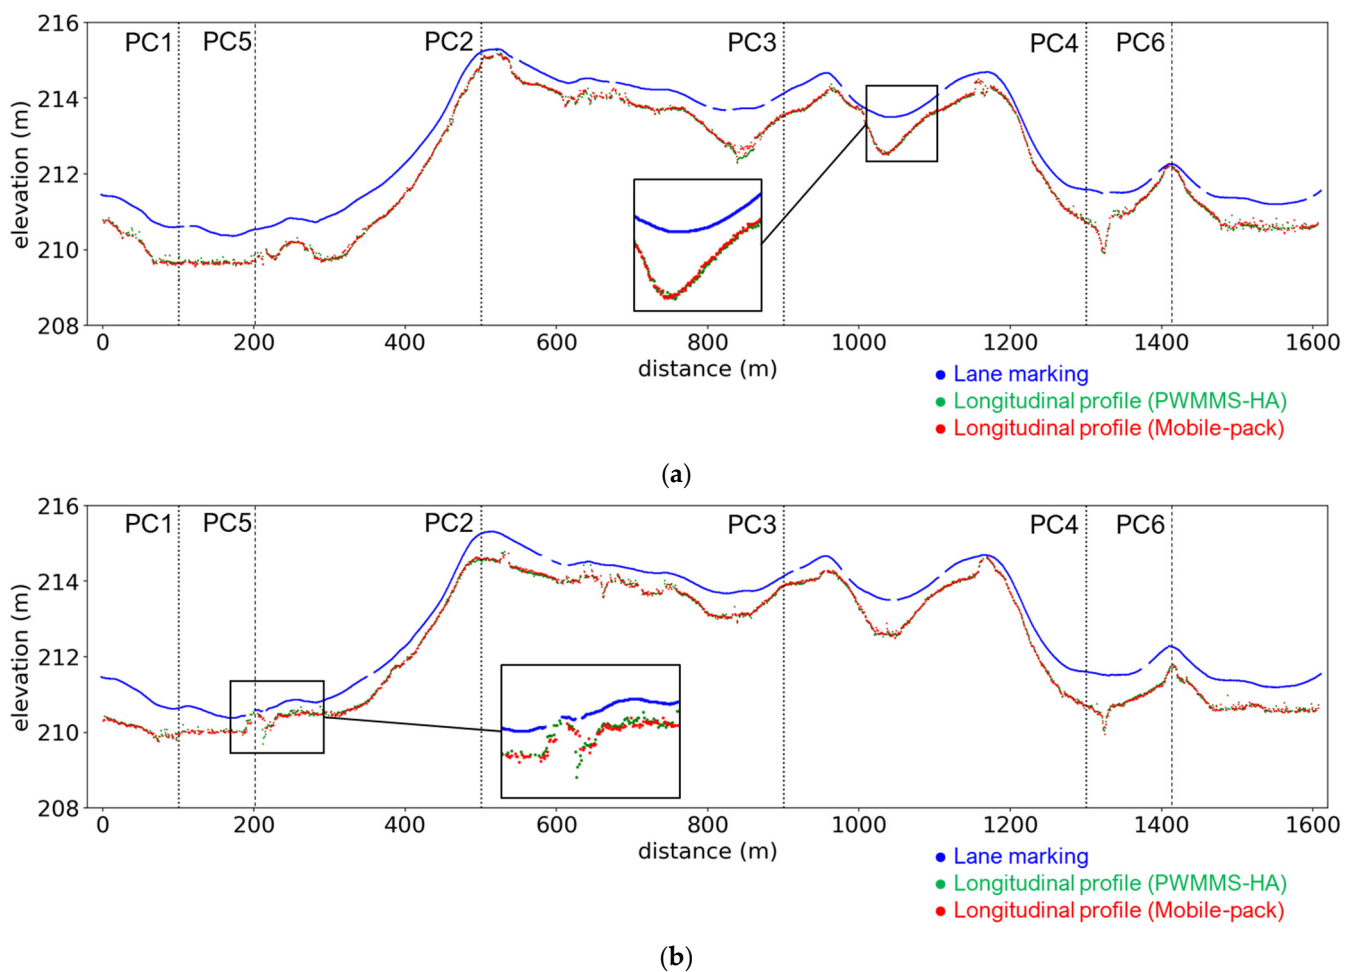 216
PC1 PC5 PC2 PC3 PC4 PC6
214
212
210
208
elevation (m)
0 200 400 600 800 1000 1200 1400 1600
distance (m)
Lane marking
Longitudinal profile (PWMMS-HA)
Longitudinal profile (Mobile-pack)
(a)
216
PC1 PC5 PC2 PC3 PC4 PC6
214
212
210
208
elevation (m)
0 200 400 600 800 1000 1200 1400 1600
distance (m)
Lane marking
Longitudinal profile (PWMMS-HA)
Longitudinal profile (Mobile-pack)
(b)